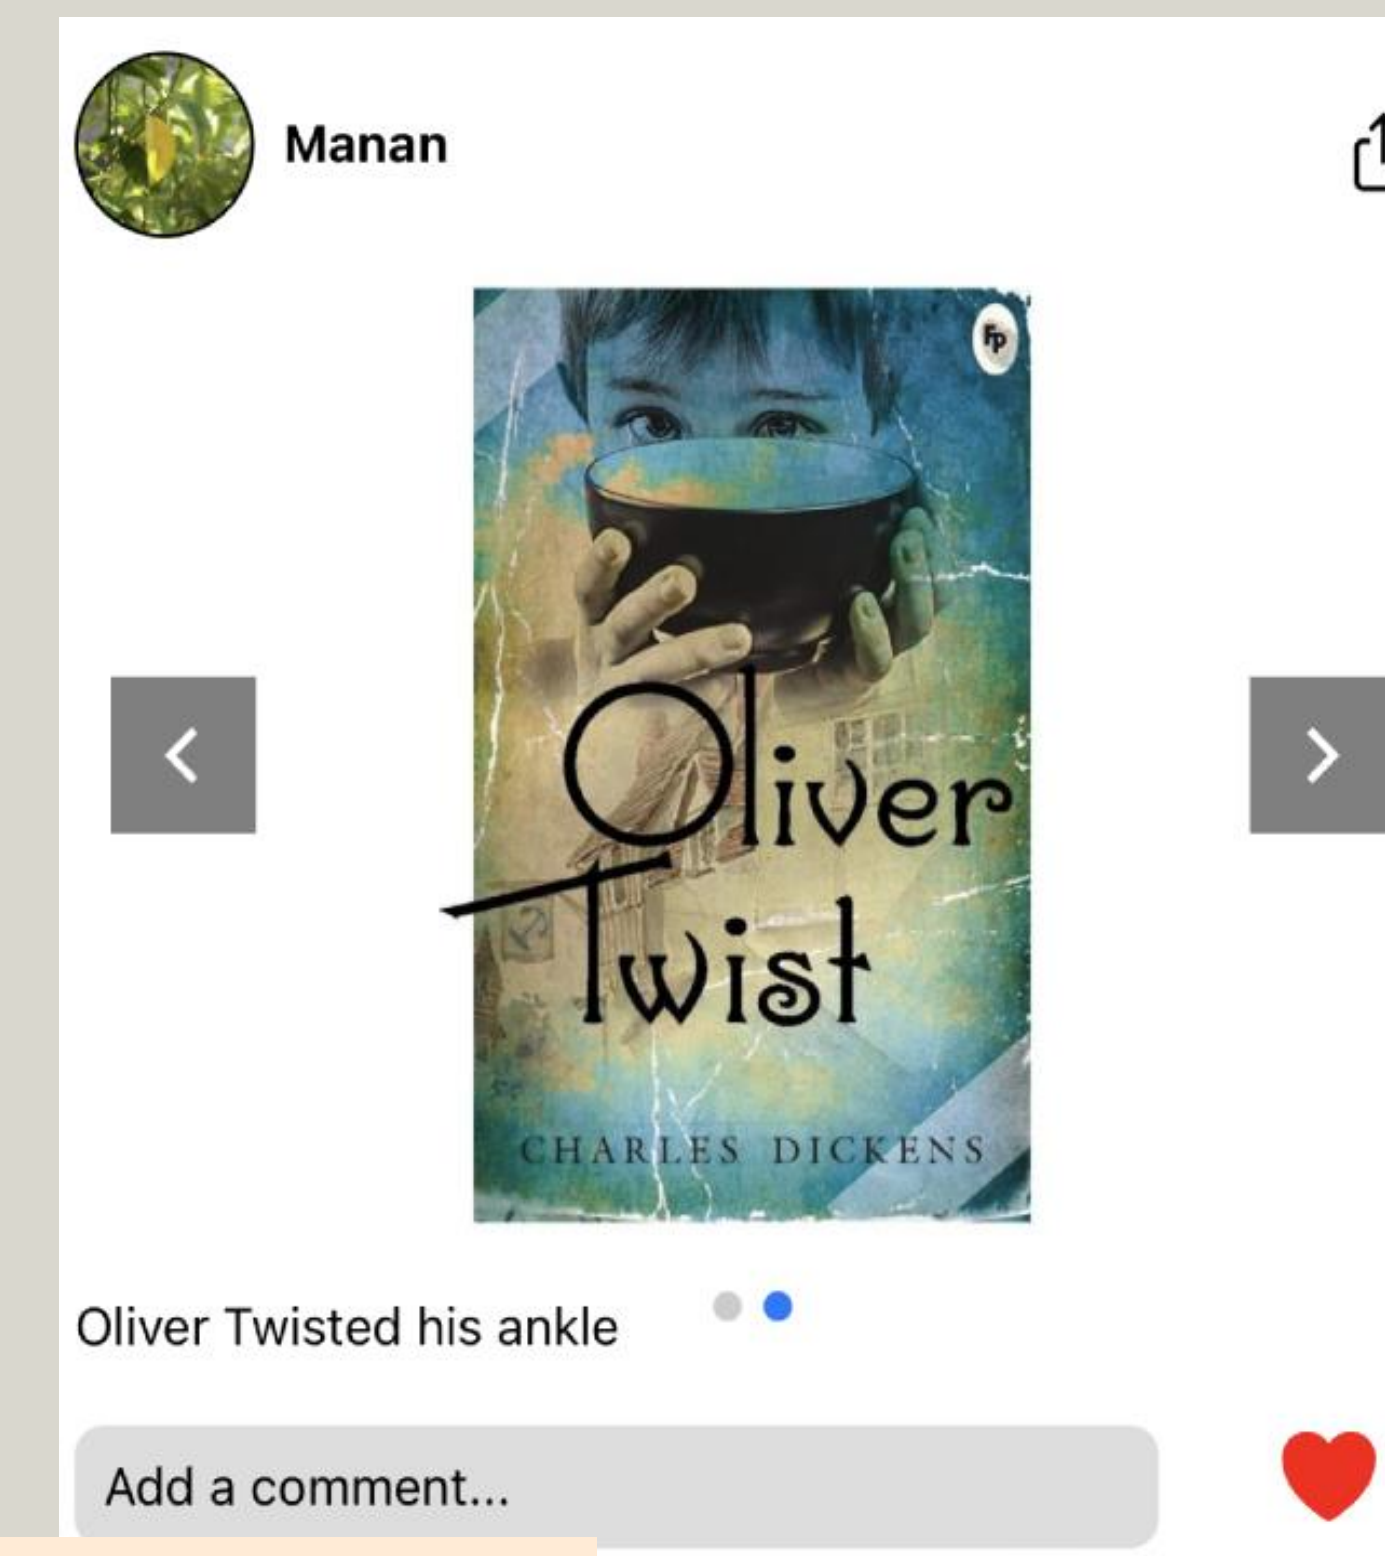 Manan
Fp
Oliver
Twist
CHARLES DICKENS
Oliver Twisted his ankle
Add a comment...